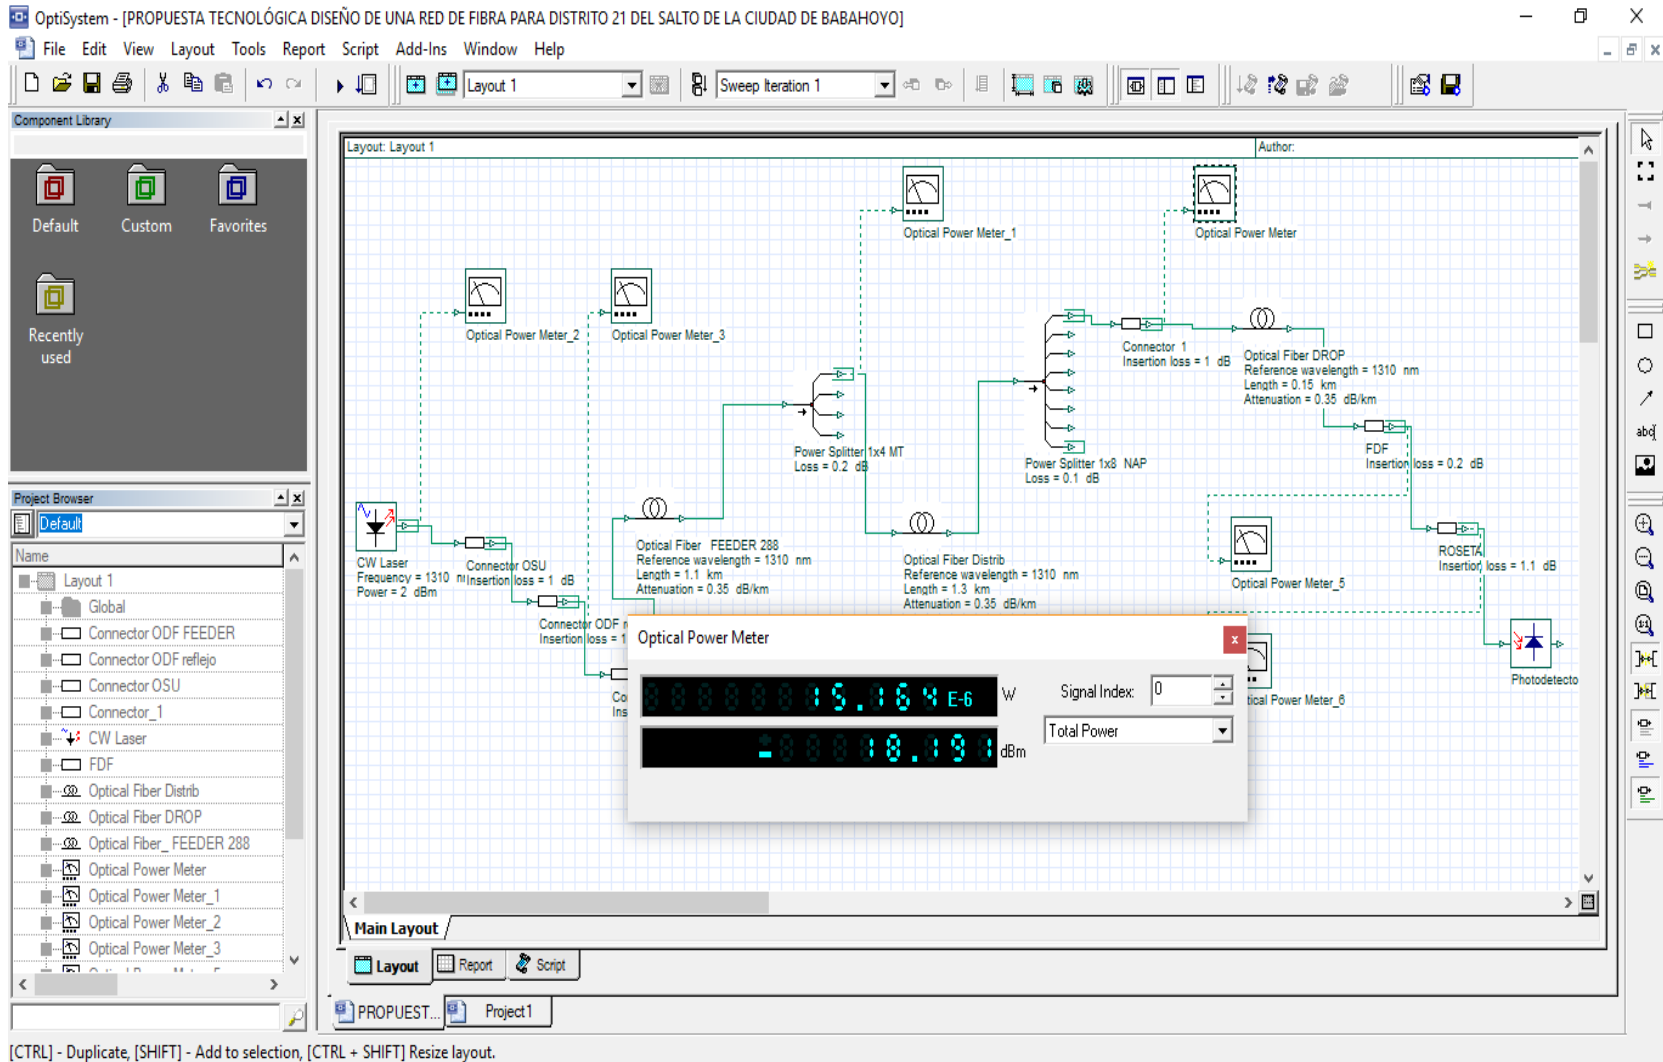 OptiSystem - [PROPUESTA TECNOLÓGICA DISEÑO DE UNA RED DE FIBRA PARA DISTRITO 21 DEL SALTO DE LA CIUDAD DE BABAHOYO]
File Edit View Layout Tools Report Script Add-Ins Window Help
Layout 1
Sweep Iteration 1
Component Library
Default
Custom
Favorites
Recently
used
Project Browser
Default
Name
Layout 1
Global
Connector ODF FEEDER
Connector ODF reflejo
Connector OSU
Connector_1
CW Laser
FDF
Optical Fiber Distrib
Optical Fiber DROP
Optical Fiber_ FEEDER 288
Optical Power Meter
Optical Power Meter_1
Optical Power Meter_2
Optical Power Meter_3
Layout: Layout 1
Author:
Optical Power Meter_1
Optical Power Meter
Optical Power Meter_2
Optical Power Meter_3
Connector 1
Insertion loss = 1 dB
Optical Fiber DROP
Reference wavelength = 1310 nm
Length = 0.15 km
Attenuation = 0.35 dB/km
Power Splitter 1x4 MT
Loss = 0.2 dB
Power Splitter 1x8 NAP
Loss = 0.1 dB
FDF
Insertion loss = 0.2 dB
CW Laser
Frequency = 1310
Power = 2 dBm
Connector OSU
Insertion loss = 1 dB
Optical Fiber FEEDER 288
Reference wavelength = 1310 nm
Length = 1.1 km
Attenuation = 0.35 dB/km
Optical Fiber Distrib
Reference wavelength = 1310 nm
Length = 1.3 km
Attenuation = 0.35 dB/km
ROSETA
Insertion loss = 1.1 dB
Optical Power Meter_5
Connector ODF
Insertion loss = 1
Co
Ins
Optical Power Meter
15.164 E-6 W
-18.191 dBm
Signal Index: 0
Total Power
tical Power Meter_6
Photodetecto
Main Layout
Layout Report Script
PROPUEST... Project1
[CTRL] - Duplicate, [SHIFT] - Add to selection, [CTRL + SHIFT] Resize layout.
abc